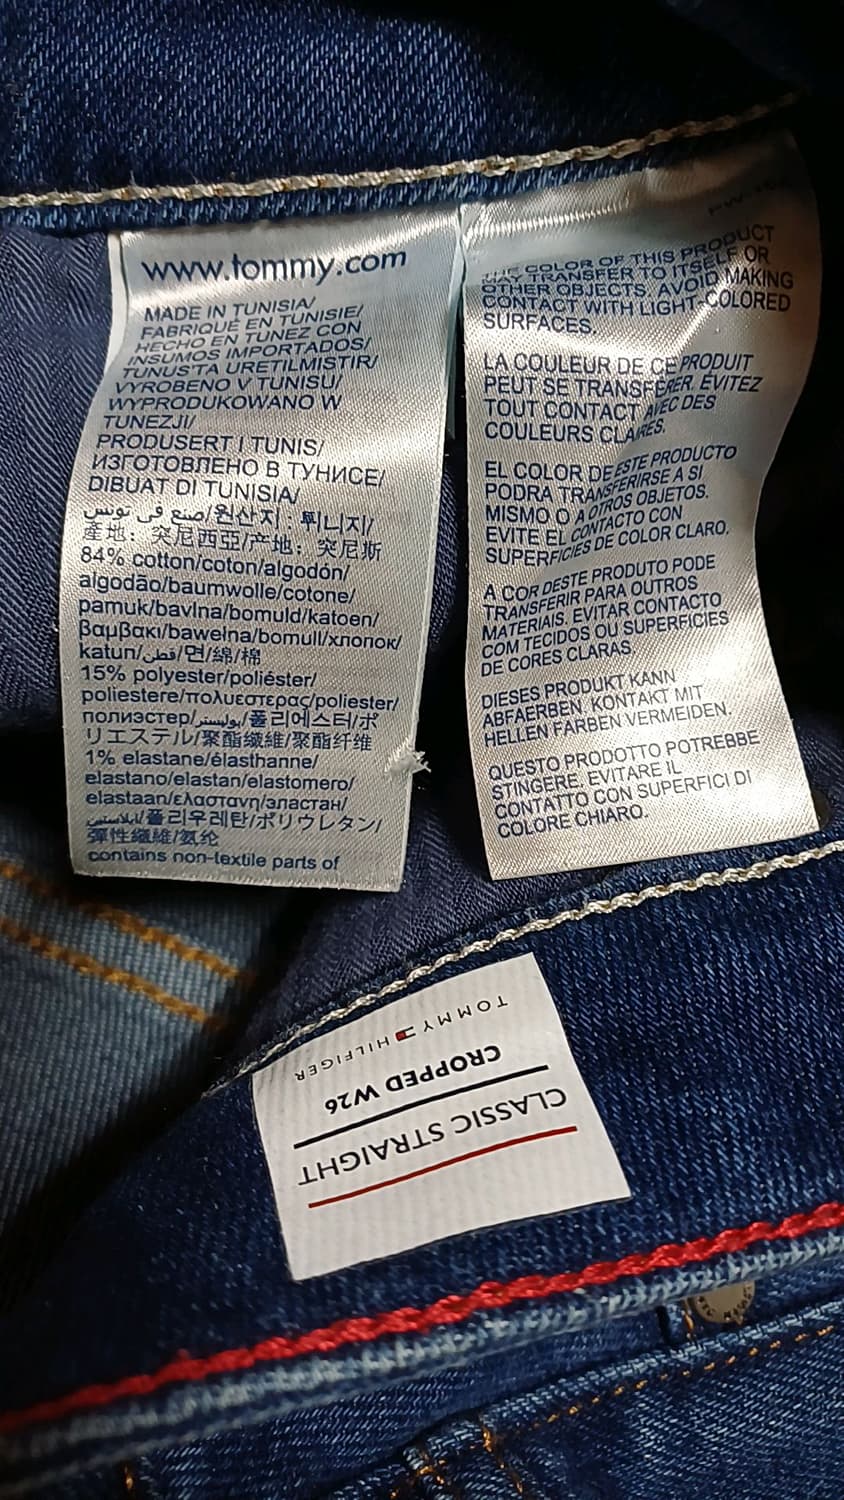 www.tommy.com
MADE IN TUNISIA/
FABRIQUÉ EN TUNISIE/
HECHO EN TUNEZ CON
INSUMOS IMPORTADOS/
TUNUS'TA URETILMISTIR/
VYROBENO V TUNISU/
WYPRODUKOWANO W
TUNEZJI/
PRODUSERT I TUNIS/
ИЗГОТОВЛЕНО В ТУНИСЕ/
DIBUAT DI TUNISIA/
صنع في تونس/원산지 : 튀니지/
產地: 突尼西亞/产地: 突尼斯
84% cotton/coton/algodón/
algodão/baumwolle/cotone/
pamuk/bavlna/bomuld/katoen/
βαμβακι/bawełna/bomull/хлопок/
katun/قطن/면/綿/棉
15% polyester/poliéster/
poliestere/πολυεστερας/poliester/
полиэстер/بوليستر/폴리에스터/ポ
リエステル/聚酯纖維/聚酯纤维
1% elastane/élasthanne/
elastano/elastan/elastomero/
elastaan/ελαστανη/эластан/
/폴리우레탄/ポリウレタン/
彈性纖維/氨纶
contains non-textile parts of
THE COLOR OF THIS PRODUCT
MAY TRANSFER TO ITSELF OR
OTHER OBJECTS. AVOID MAKING
CONTACT WITH LIGHT-COLORED
SURFACES.
LA COULEUR DE CE PRODUIT
PEUT SE TRANSFÉRER. ÉVITEZ
TOUT CONTACT AVEC DES
COULEURS CLAIRES.
EL COLOR DE ESTE PRODUCTO
PODRA TRANSFERIRSE A SI
MISMO O A OTROS OBJETOS.
EVITE EL CONTACTO CON
SUPERFICIES DE COLOR CLARO.
A COR DESTE PRODUTO PODE
TRANSFERIR PARA OUTROS
MATERIAIS. EVITAR CONTACTO
COM TECIDOS OU SUPERFICIES
DE CORES CLARAS.
DIESES PRODUKT KANN
ABFAERBEN. KONTAKT MIT
HELLEN FARBEN VERMEIDEN.
QUESTO PRODOTTO POTREBBE
STINGERE. EVITARE IL
CONTATTO CON SUPERFICI DI
COLORE CHIARO.
CLASSIC STRAIGHT
CROPPED W26
TOMMY HILFIGER